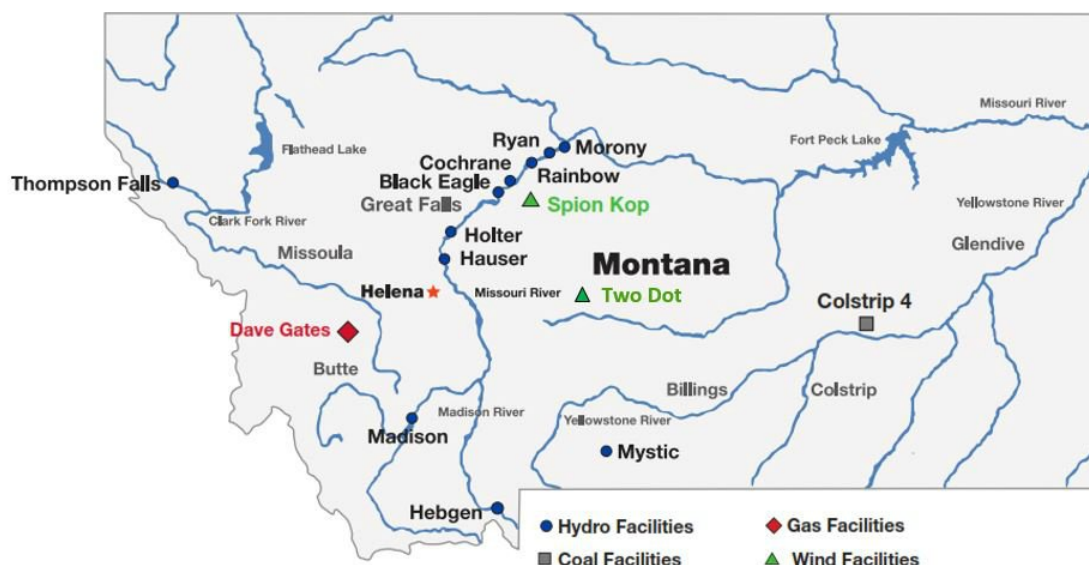 Missouri River
Ryan
Morony
Fort Peck Lake
Flathead Lake
Cochrane
Rainbow
Thompson Falls
Black Eagle
Great Falls
Spion Kop
Yellowstone River
Clark Fork River
Holter
Glendive
Missoula
Hauser
Montana
Helena
Missouri River
Two Dot
Colstrip 4
Dave Gates
Butte
Billings
Colstrip
Madison River
Yellowstone River
Madison
Mystic
Hebgen
Hydro Facilities
Gas Facilities
Coal Facilities
Wind Facilities